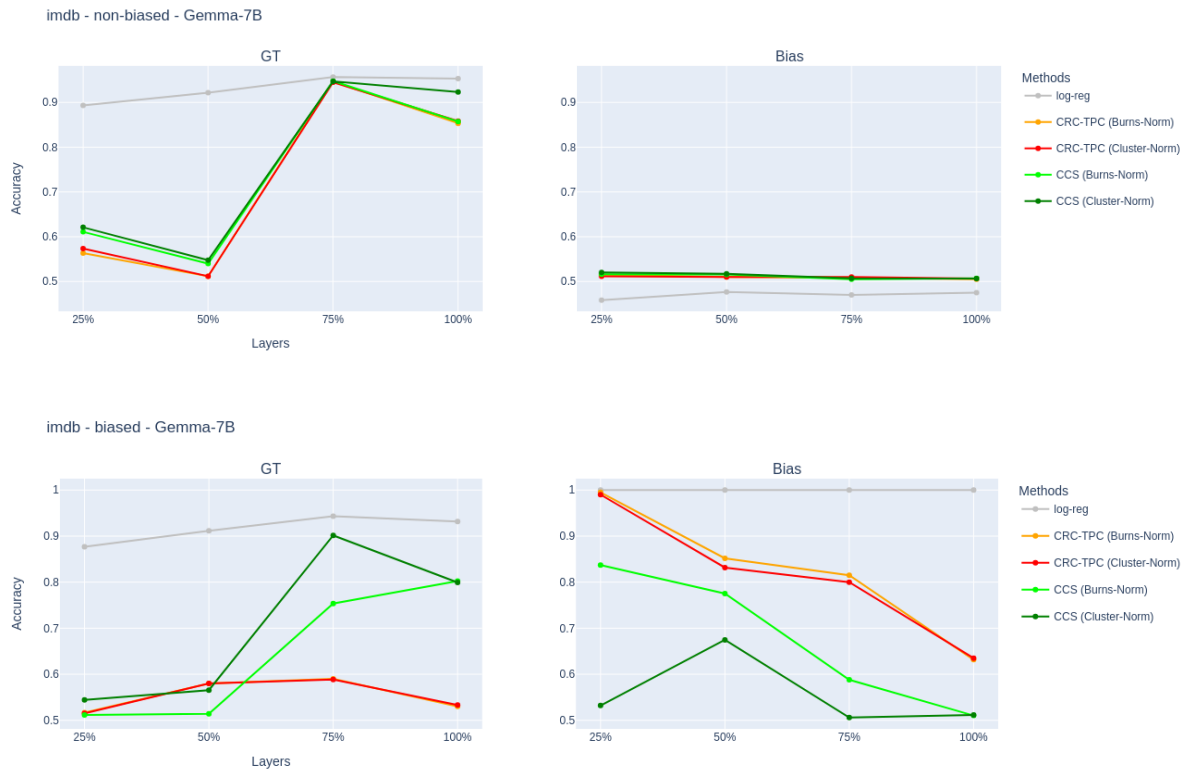 imdb - non-biased - Gemma-7B
GT
Bias
Methods
log-reg
CRC-TPC (Burns-Norm)
CRC-TPC (Cluster-Norm)
CCS (Burns-Norm)
CCS (Cluster-Norm)
Accuracy
0.9
0.8
0.7
0.6
0.5
25%
50%
75%
100%
Layers
0.9
0.8
0.7
0.6
0.5
25%
50%
75%
100%
imdb - biased - Gemma-7B
GT
Bias
Methods
log-reg
CRC-TPC (Burns-Norm)
CRC-TPC (Cluster-Norm)
CCS (Burns-Norm)
CCS (Cluster-Norm)
Accuracy
1
0.9
0.8
0.7
0.6
0.5
25%
50%
75%
100%
Layers
1
0.9
0.8
0.7
0.6
0.5
25%
50%
75%
100%